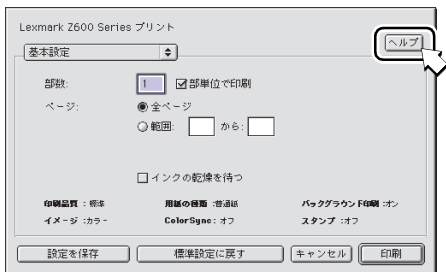 Lexmark Z600 Series プリント
基本設定
ヘルプ
部数: 1 部単位で印刷
ページ: 全ページ
範囲: から:
インクの乾燥を待つ
印刷品質 : 標準 用紙の種類 :普通紙 バックグラウンド印刷 :オン
イメージ :カラー ColorSync: オフ スタンプ :オフ
設定を保存 標準設定に戻す キャンセル 印刷